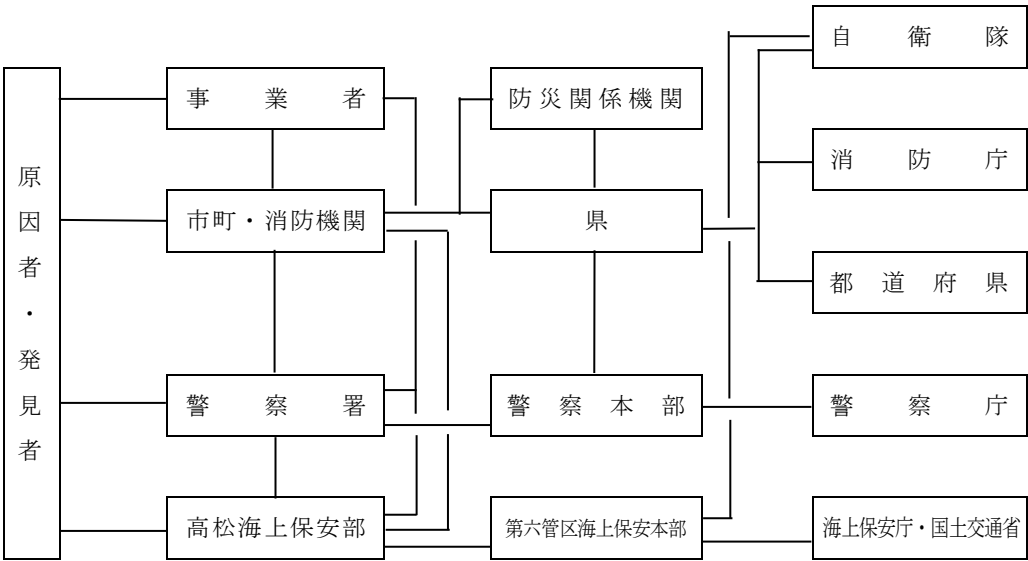 原因者・発見者
事業者
市町・消防機関
警察署
高松海上保安部
防災関係機関
県
警察本部
第六管区海上保安本部
自衛隊
消防庁
都道府県
警察庁
海上保安庁・国土交通省